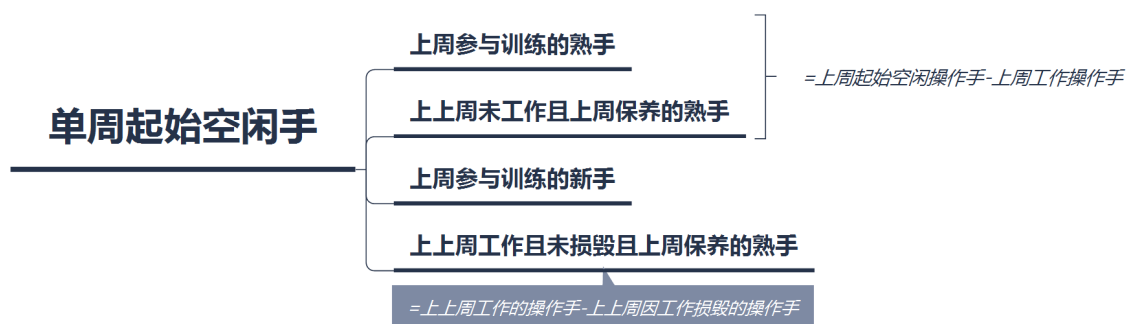 单周起始空闲手
上周参与训练的熟手
上上周未工作且上周保养的熟手
=上周起始空闲操作手-上周工作操作手
上周参与训练的新手
上上周工作且未损毁且上周保养的熟手
=上上周工作的操作手-上上周因工作损毁的操作手